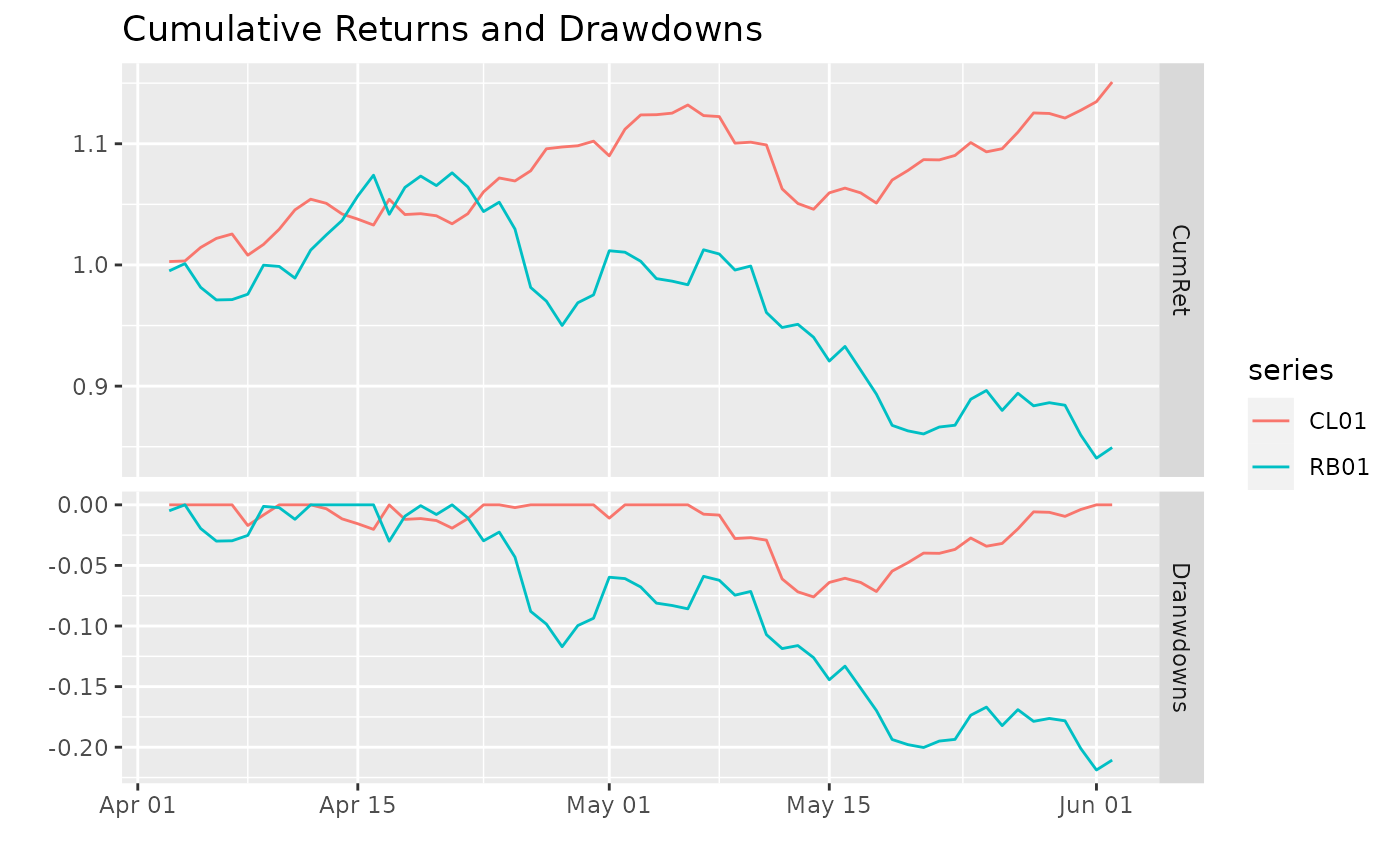 Cumulative Returns and Drawdowns
1.1
1.0
0.9
CumRet
0.00
-0.05
-0.10
-0.15
-0.20
Dranwdowns
Apr 01
Apr 15
May 01
May 15
Jun 01
series
CL01
RB01